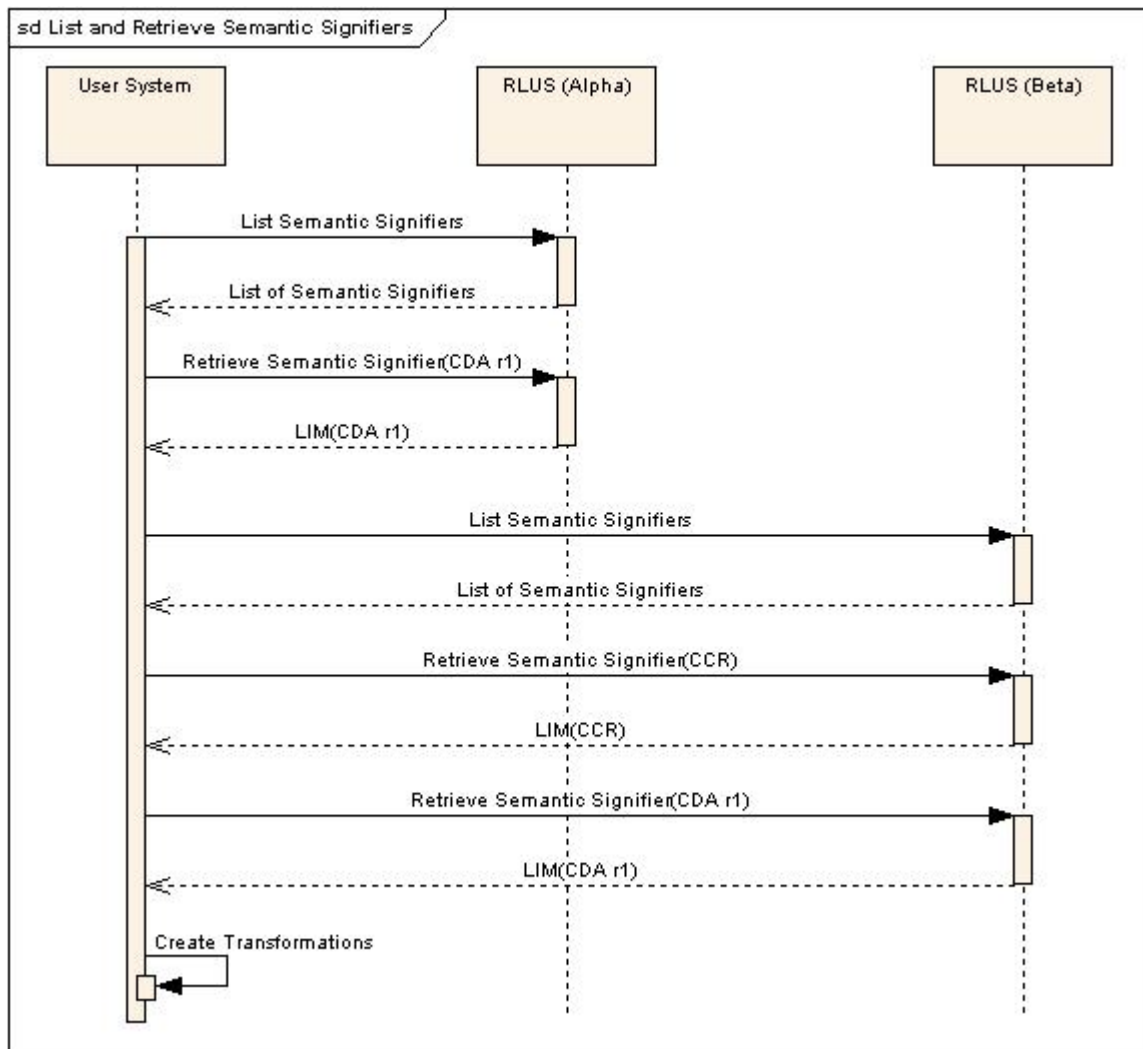 sd List and Retrieve Semantic Signifiers
User System
RLUS (Alpha)
RLUS (Beta)
List Semantic Signifiers
List of Semantic Signifiers
Retrieve Semantic Signifier(CDA r1)
LIM(CDA r1)
List Semantic Signifiers
List of Semantic Signifiers
Retrieve Semantic Signifier(CCR)
LIM(CCR)
Retrieve Semantic Signifier(CDA r1)
LIM(CDA r1)
Create Transformations